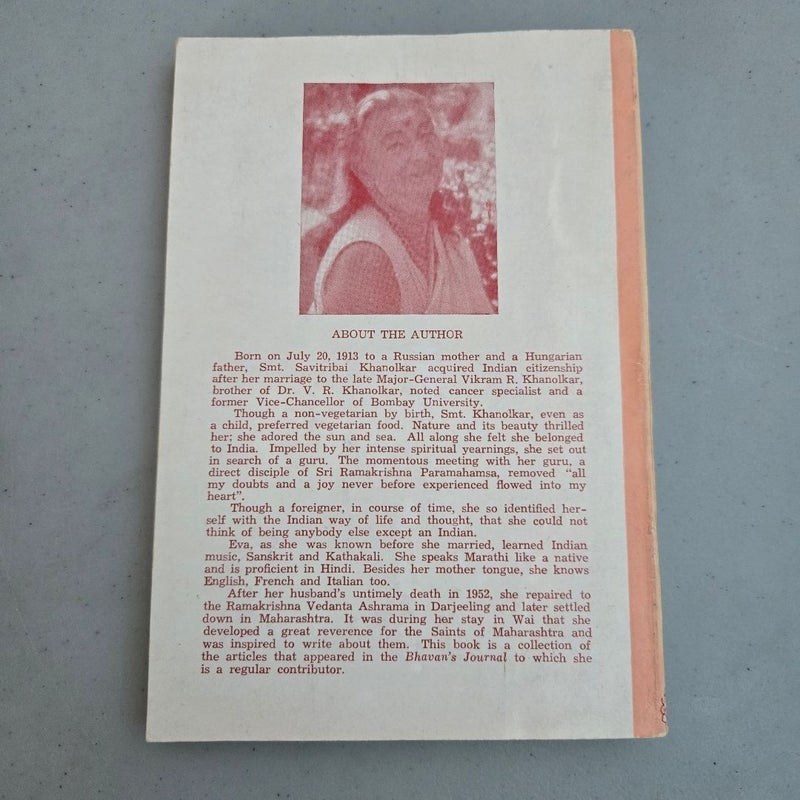 ABOUT THE AUTHOR
Born on July 20, 1913 to a Russian mother and a Hungarian
father, Smt. Savitribai Khanolkar acquired Indian citizenship
after her marriage to the late Major-General Vikram R. Khanolkar,
brother of Dr. V. R. Khanolkar, noted cancer specialist and a
former Vice-Chancellor of Bombay University.
Though a non-vegetarian by birth, Smt. Khanolkar, even as
a child, preferred vegetarian food. Nature and its beauty thrilled
her; she adored the sun and sea. All along she felt she belonged
to India. Impelled by her intense spiritual yearnings, she set out
in search of a guru. The momentous meeting with her guru, a
direct disciple of Sri Ramakrishna Paramahamsa, removed “all
my doubts and a joy never before experienced flowed into my
heart”.
Though a foreigner, in course of time, she so identified her-
self with the Indian way of life and thought, that she could not
think of being anybody else except an Indian.
Eva, as she was known before she married, learned Indian
music, Sanskrit and Kathakali. She speaks Marathi like a native
and is proficient in Hindi. Besides her mother tongue, she knows
English, French and Italian too.
After her husband's untimely death in 1952, she repaired to
the Ramakrishna Vedanta Ashrama in Darjeeling and later settled
down in Maharashtra. It was during her stay in Wai that she
developed a great reverence for the Saints of Maharashtra and
was inspired to write about them. This book is a collection of
the articles that appeared in the Bhavan's Journal to which she
is a regular contributor.